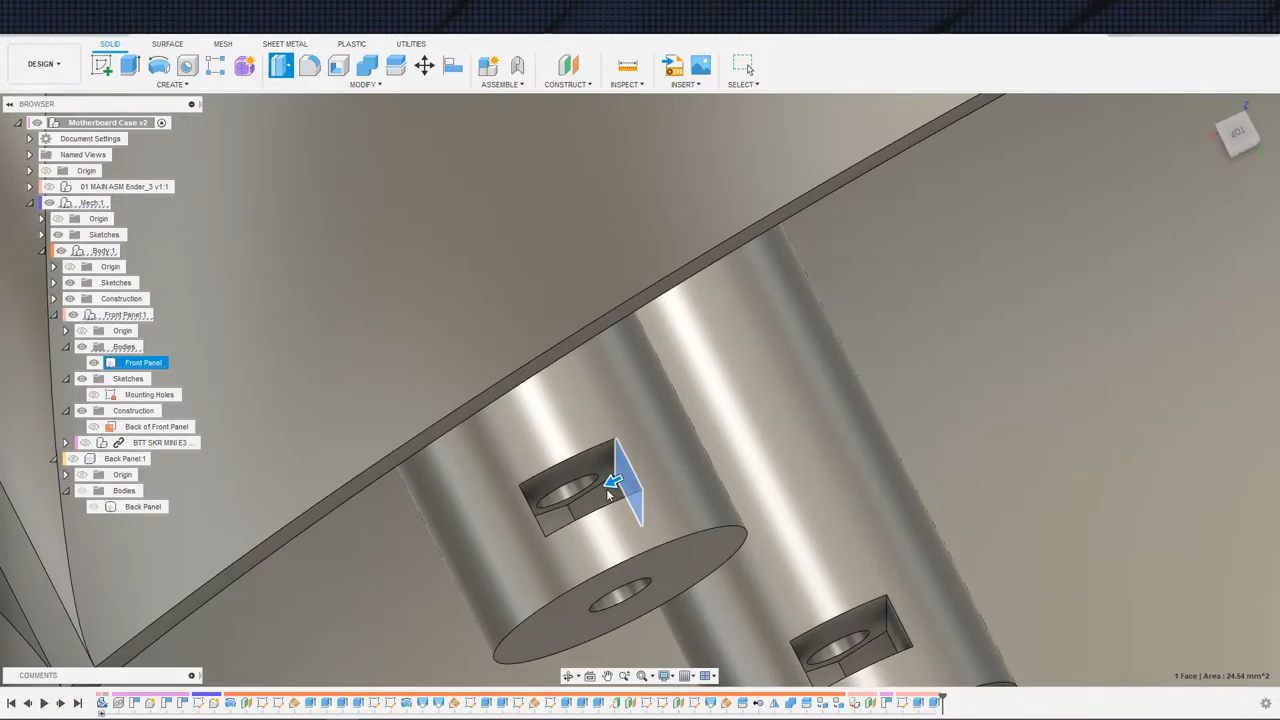 SOLID SURFACE MESH SHEET METAL PLASTIC UTILITIES
DESIGN
CREATE MODIFY ASSEMBLE CONSTRUCT INSPECT INSERT SELECT
BROWSER
Motherboard Case v2
Document Settings
Named Views
Origin
01 MAIN ASM Ender_3 v1:1
Mech:1
Origin
Sketches
Body:1
Origin
Sketches
Construction
Front Panel:1
Origin
Bodies
Front Panel
Sketches
Mounting Holes
Construction
Back of Front Panel
BTT SKR MINI E3 ...
Back Panel:1
Origin
Bodies
Back Panel
TOP
Z
COMMENTS
1 Face | Area : 24.54 mm^2